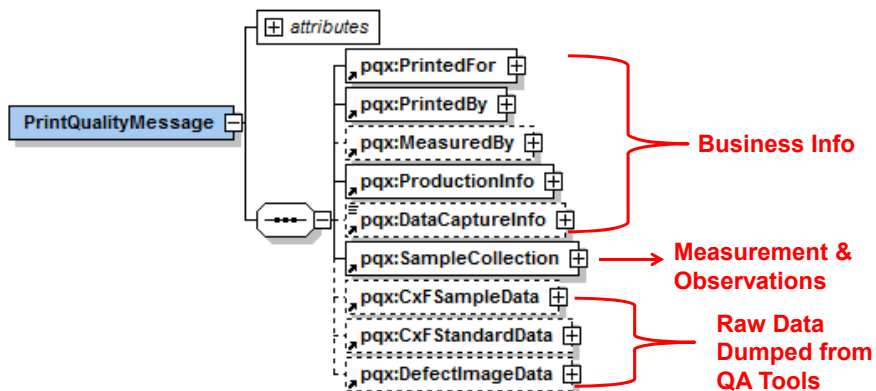 attributes
pqx:PrintedFor
pqx:PrintedBy
PrintQualityMessage
pqx:MeasuredBy
Business Info
pqx:ProductionInfo
pqx:DataCaptureInfo
pqx:SampleCollection
Measurement &
Observations
pqx:CxFSampleData
pqx:CxFStandardData
pqx:DefectImageData
Raw Data
Dumped from
QA Tools